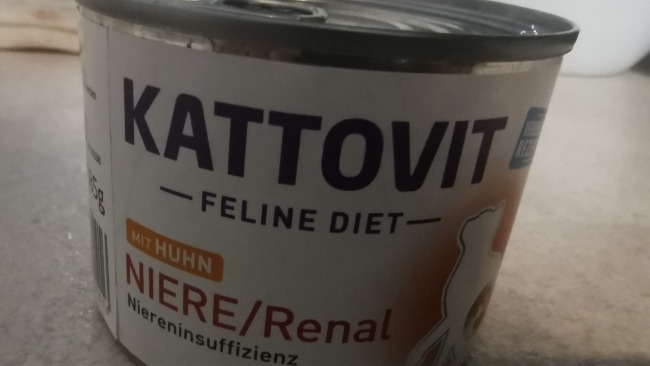 KATTOVIT
— FELINE DIET —
MIT HUHN
NIERE/Renal
Niereninsuffizienz